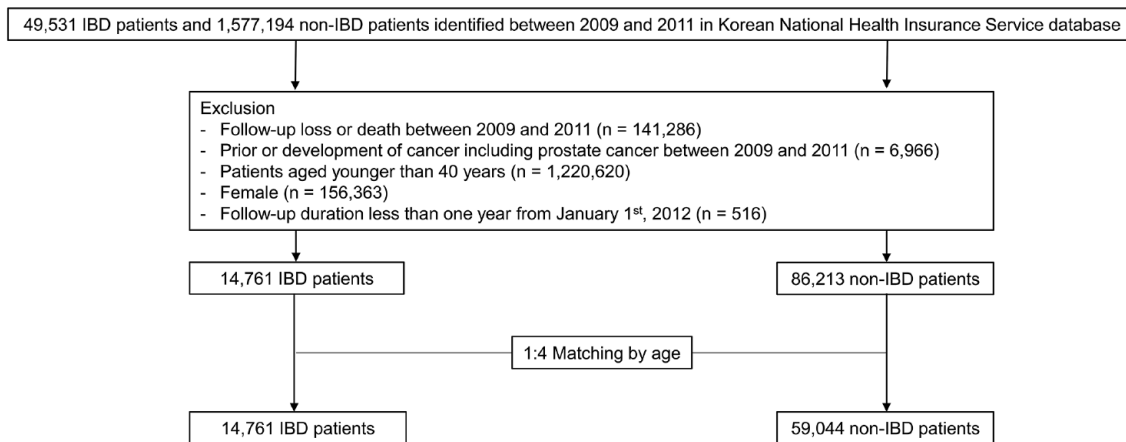 49,531 IBD patients and 1,577,194 non-IBD patients identified between 2009 and 2011 in Korean National Health Insurance Service database
Exclusion
- Follow-up loss or death between 2009 and 2011 (n = 141,286)
- Prior or development of cancer including prostate cancer between 2009 and 2011 (n = 6,966)
- Patients aged younger than 40 years (n = 1,220,620)
- Female (n = 156,363)
- Follow-up duration less than one year from January 1st, 2012 (n = 516)
14,761 IBD patients
86,213 non-IBD patients
1:4 Matching by age
14,761 IBD patients
59,044 non-IBD patients